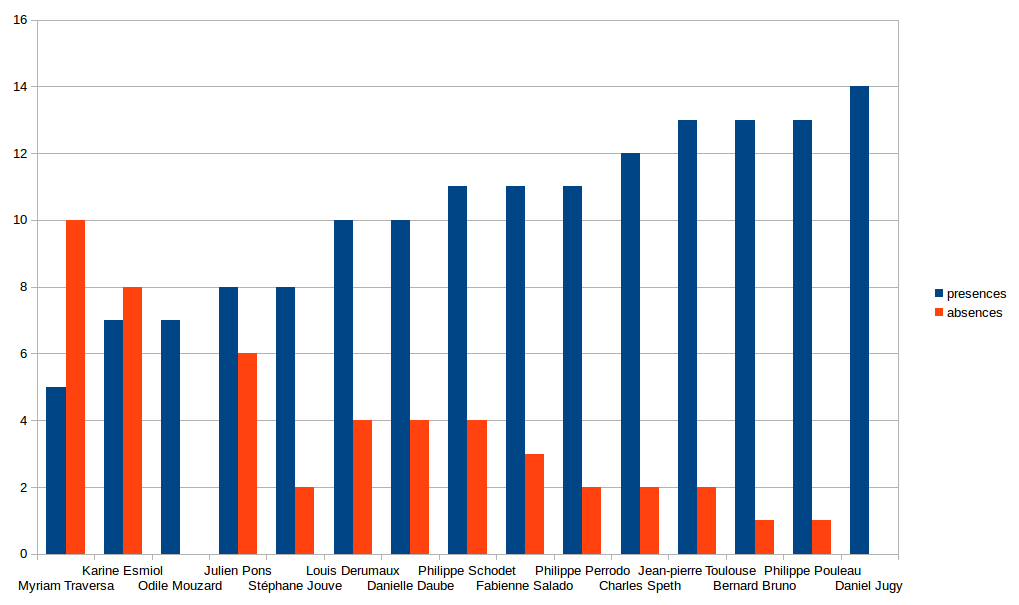 16
14
12
10
8
6
4
2
0
presences
absences
Karine Esmiol Julien Pons Louis Derumaux Philippe Schodet Philippe Perrodo Jean-pierre Toulouse Philippe Pouleau
Myriam Traversa Odile Mouzard Stéphane Jouve Danielle Daube Fabienne Salado Charles Speth Bernard Bruno Daniel Jugy